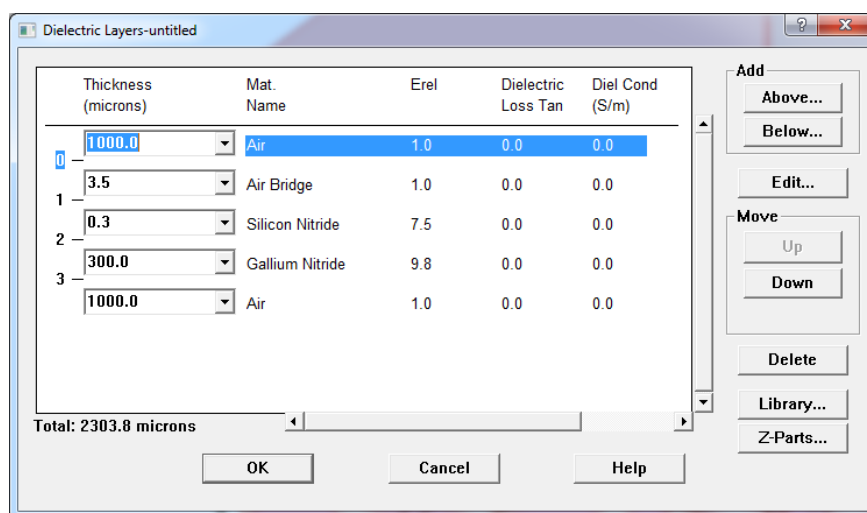 Dielectric Layers-untitled
Thickness (microns) Mat. Name Erel Dielectric Loss Tan Diel Cond (S/m)
1000.0 Air 1.0 0.0 0.0
0
3.5 Air Bridge 1.0 0.0 0.0
1
0.3 Silicon Nitride 7.5 0.0 0.0
2
300.0 Gallium Nitride 9.8 0.0 0.0
3
1000.0 Air 1.0 0.0 0.0
Total: 2303.8 microns
OK Cancel Help
Add
Above...
Below...
Edit...
Move
Up
Down
Delete
Library...
Z-Parts...